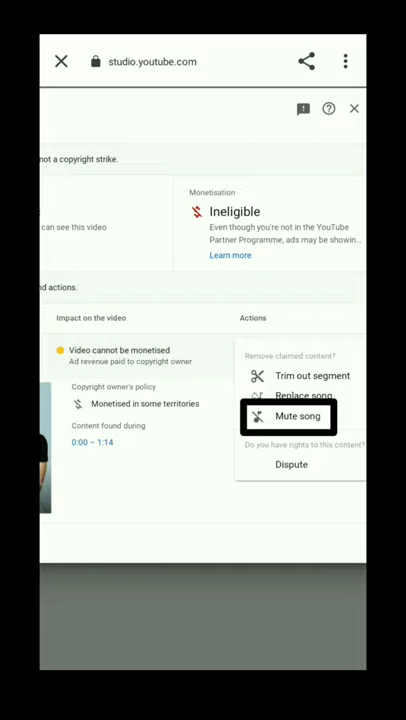 studio.youtube.com
not a copyright strike.
Monetisation
Ineligible
can see this video
Even though you're not in the YouTube
Partner Programme, ads may be showin...
Learn more
nd actions.
Impact on the video
Actions
Video cannot be monetised
Ad revenue paid to copyright owner
Remove claimed content?
Trim out segment
Copyright owner's policy
Replace song
Monetised in some territories
Mute song
Content found during
0:00 – 1:14
Do you have rights to this content?
Dispute